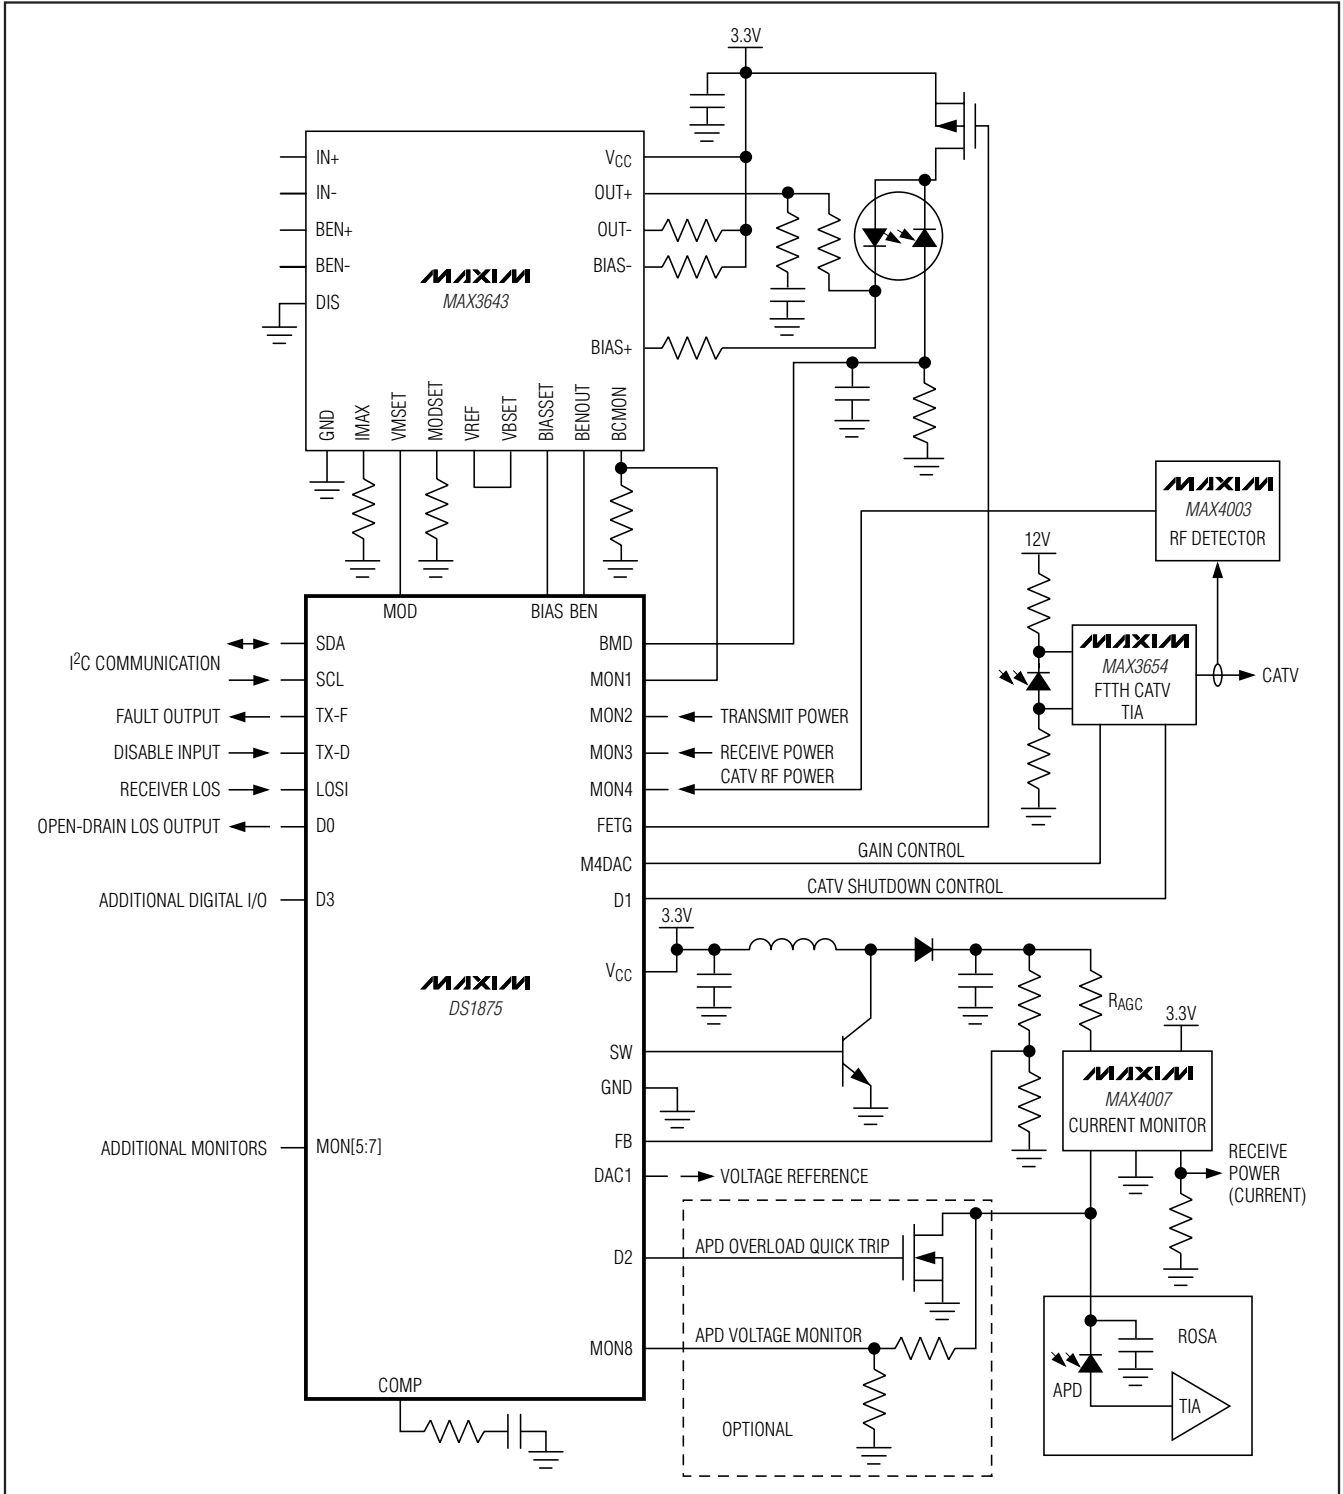 3.3V
IN+
IN-
BEN+
BEN-
DIS
VCC
OUT+
OUT-
BIAS-
BIAS+
MAXIM
MAX3643
GND
IMAX
VMSET
MODSET
VREF
VBSET
BIASSET
BENOUT
BCMON
MAXIM
MAX4003
RF DETECTOR
12V
MAXIM
MAX3654
FTTH CATV
TIA
CATV
MOD
BIAS BEN
I2C COMMUNICATION
FAULT OUTPUT
DISABLE INPUT
RECEIVER LOS
OPEN-DRAIN LOS OUTPUT
ADDITIONAL DIGITAL I/O
ADDITIONAL MONITORS
SDA
SCL
TX-F
TX-D
LOSI
D0
D3
MON[5:7]
MAXIM
DS1875
BMD
MON1
MON2
MON3
MON4
FETG
M4DAC
D1
VCC
SW
GND
FB
DAC1
D2
MON8
COMP
TRANSMIT POWER
RECEIVE POWER
CATV RF POWER
GAIN CONTROL
CATV SHUTDOWN CONTROL
3.3V
RAGC
3.3V
MAXIM
MAX4007
CURRENT MONITOR
RECEIVE
POWER
(CURRENT)
VOLTAGE REFERENCE
APD OVERLOAD QUICK TRIP
APD VOLTAGE MONITOR
OPTIONAL
ROSA
APD
TIA